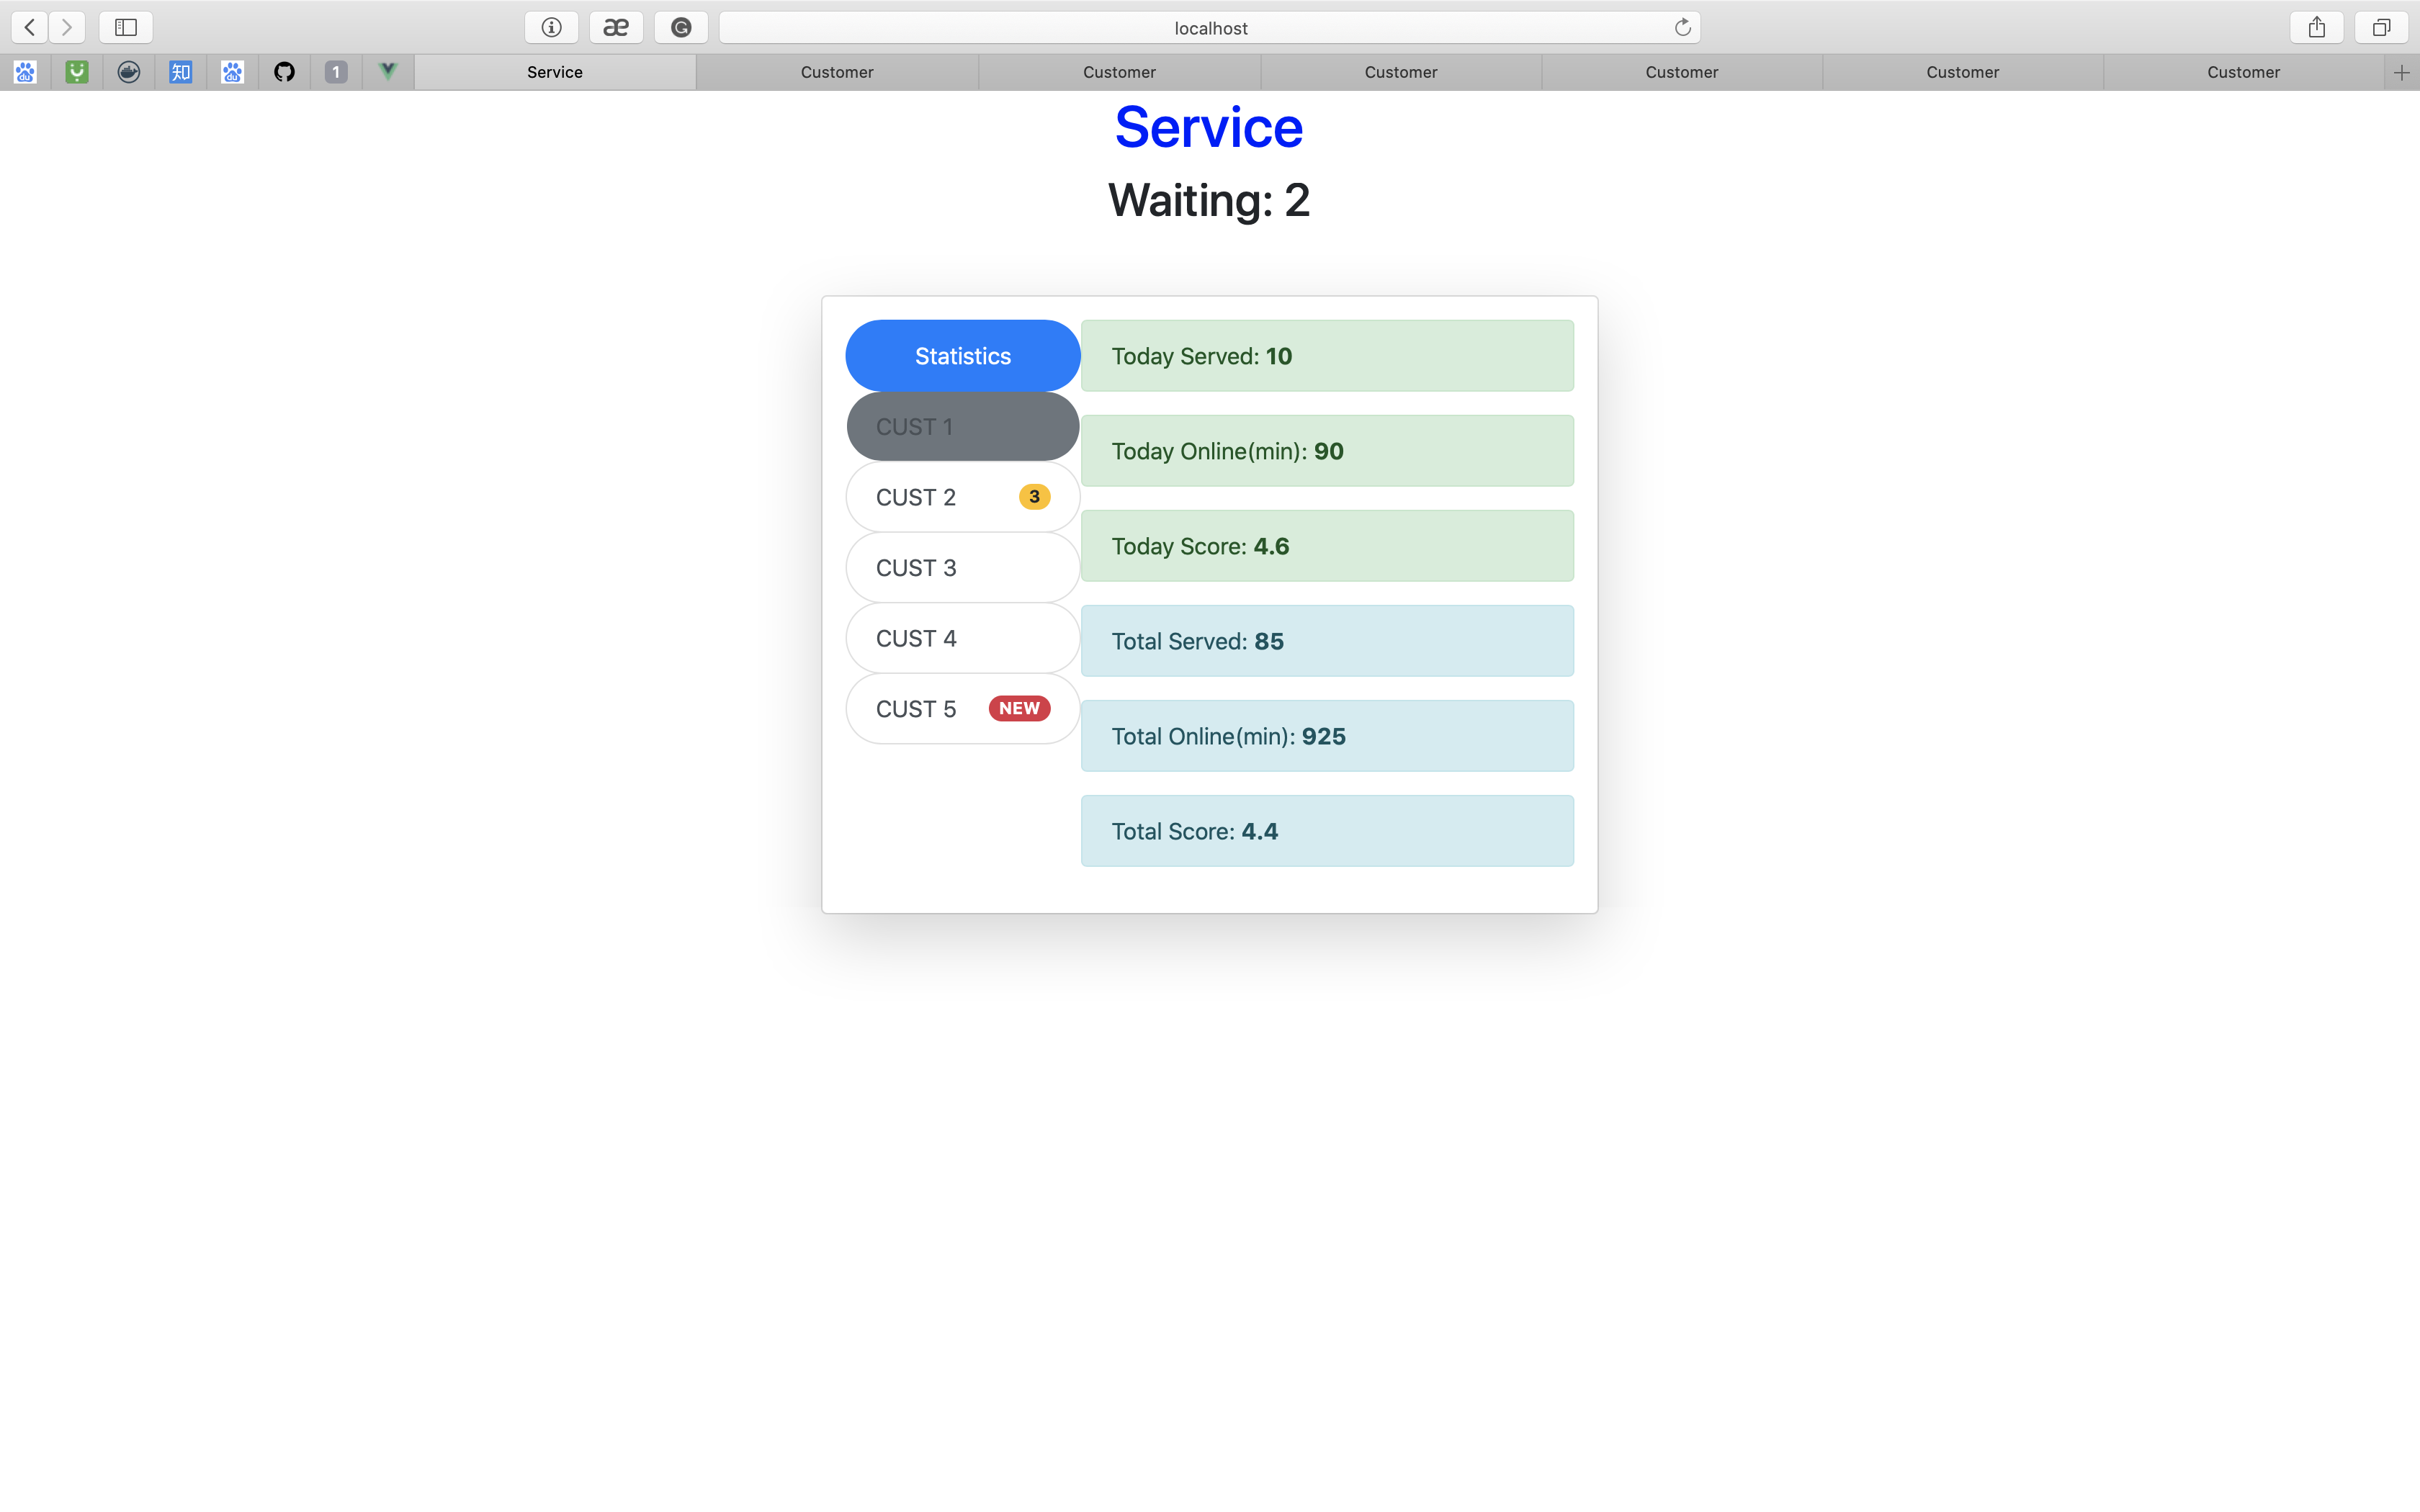 localhost
du
知
du
1
Service
Customer
Customer
Customer
Customer
Customer
Customer
Service
Waiting: 2
Statistics
CUST 1
CUST 2 3
CUST 3
CUST 4
CUST 5 NEW
Today Served: 10
Today Online(min): 90
Today Score: 4.6
Total Served: 85
Total Online(min): 925
Total Score: 4.4